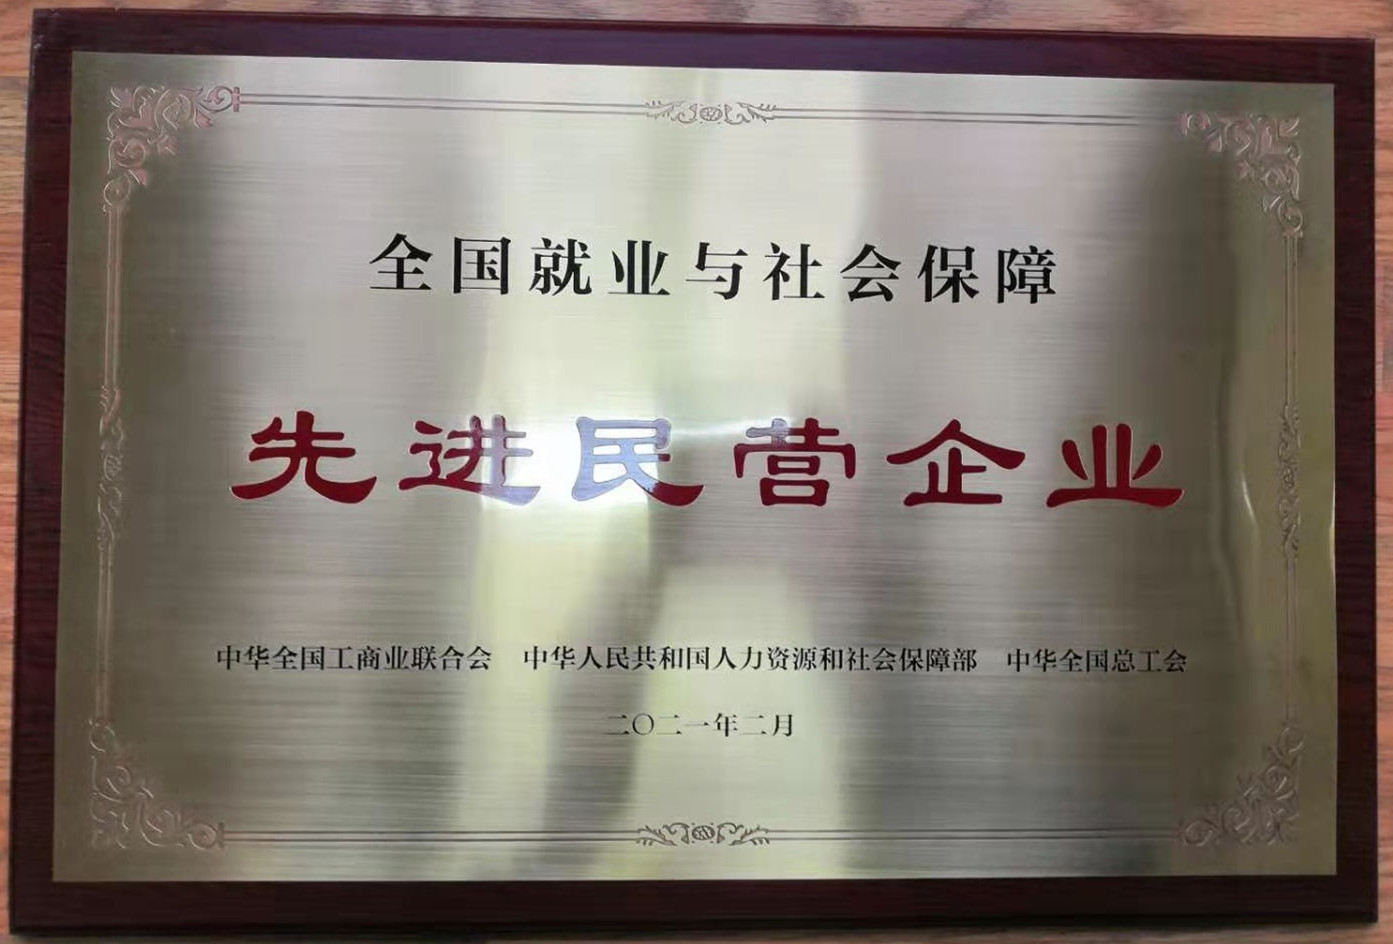 全国就业与社会保障
先进民营企业
中华全国工商业联合会 中华人民共和国人力资源和社会保障部 中华全国总工会
二〇二一年二月